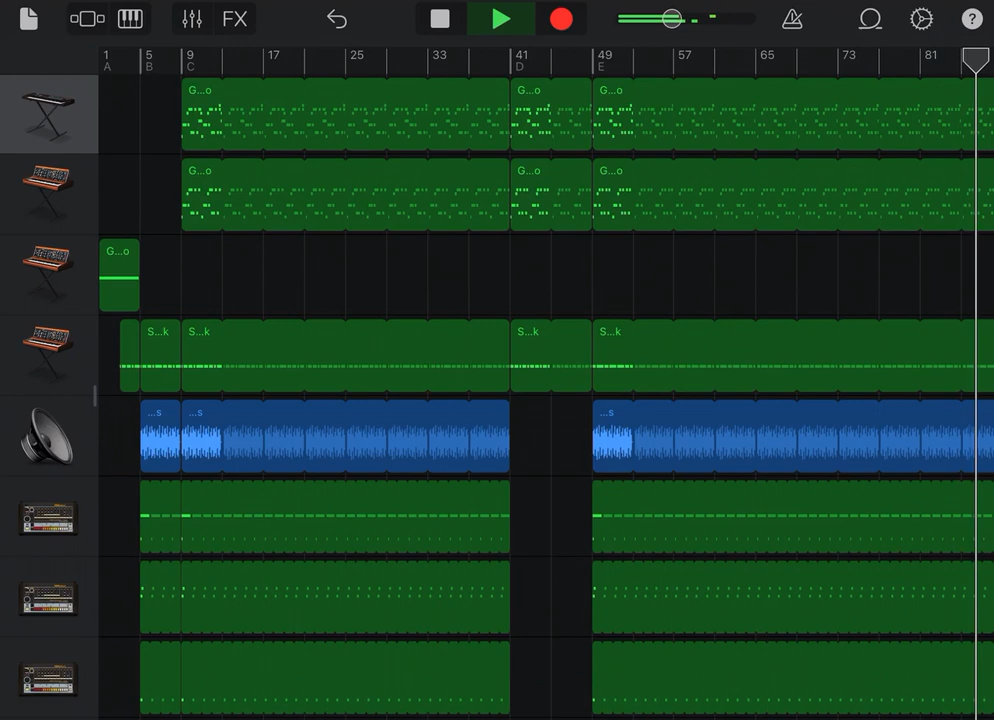 FX
?
1 5 9 17 25 33 41 49 57 65 73 81
A B C D E
G...o G...o G...o
G...o G...o G...o
G...o
S...k S...k S...k S...k
...s ...s ...s